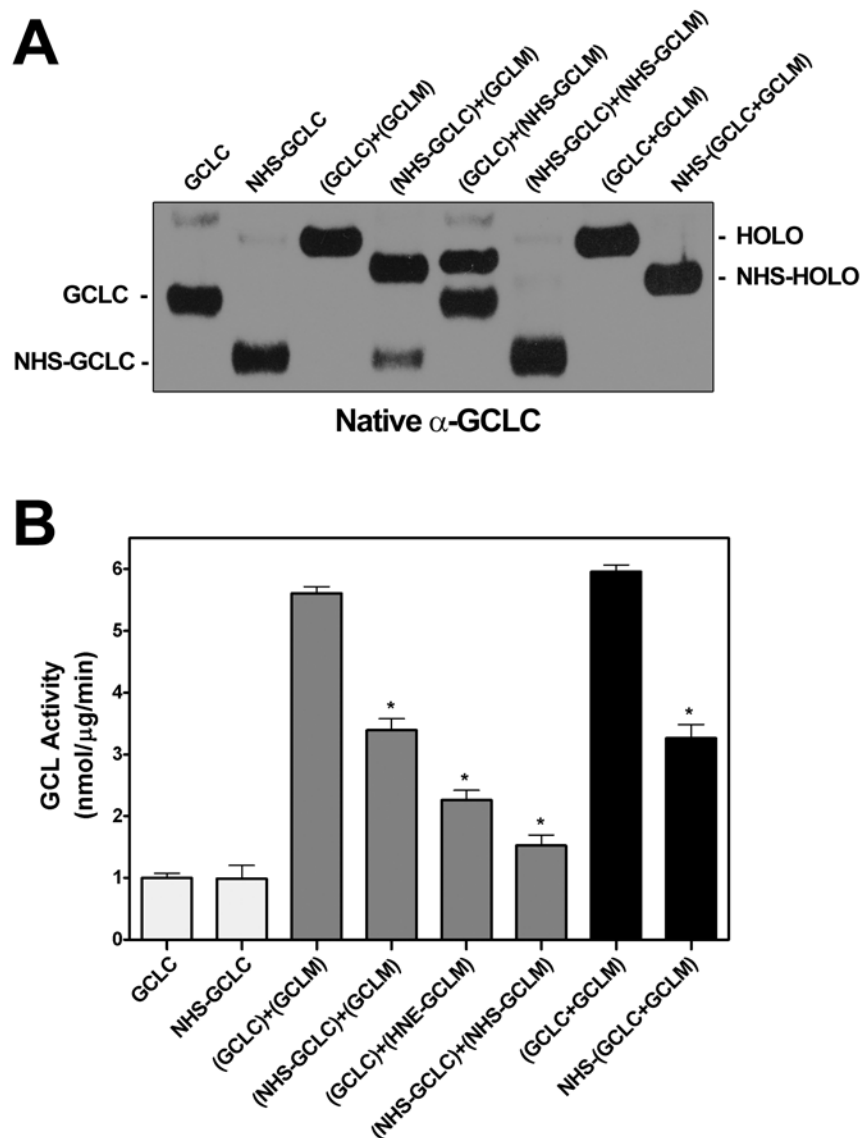 A
GCLC
NHS-GCLC
(GCLC)+(GCLM)
(NHS-GCLC)+(GCLM)
(GCLC)+(NHS-GCLM)
(NHS-GCLC)+(NHS-GCLM)
(GCLC+GCLM)
NHS-(GCLC+GCLM)
- HOLO
- NHS-HOLO
GCLC -
NHS-GCLC -
Native α-GCLC
B
GCL Activity
(nmol/μg/min)
6
5
4
3
2
1
0
*
*
*
*
GCLC
NHS-GCLC
(GCLC)+(GCLM)
(NHS-GCLC)+(GCLM)
(GCLC)+(HNE-GCLM)
(NHS-GCLC)+(NHS-GCLM)
(GCLC+GCLM)
NHS-(GCLC+GCLM)